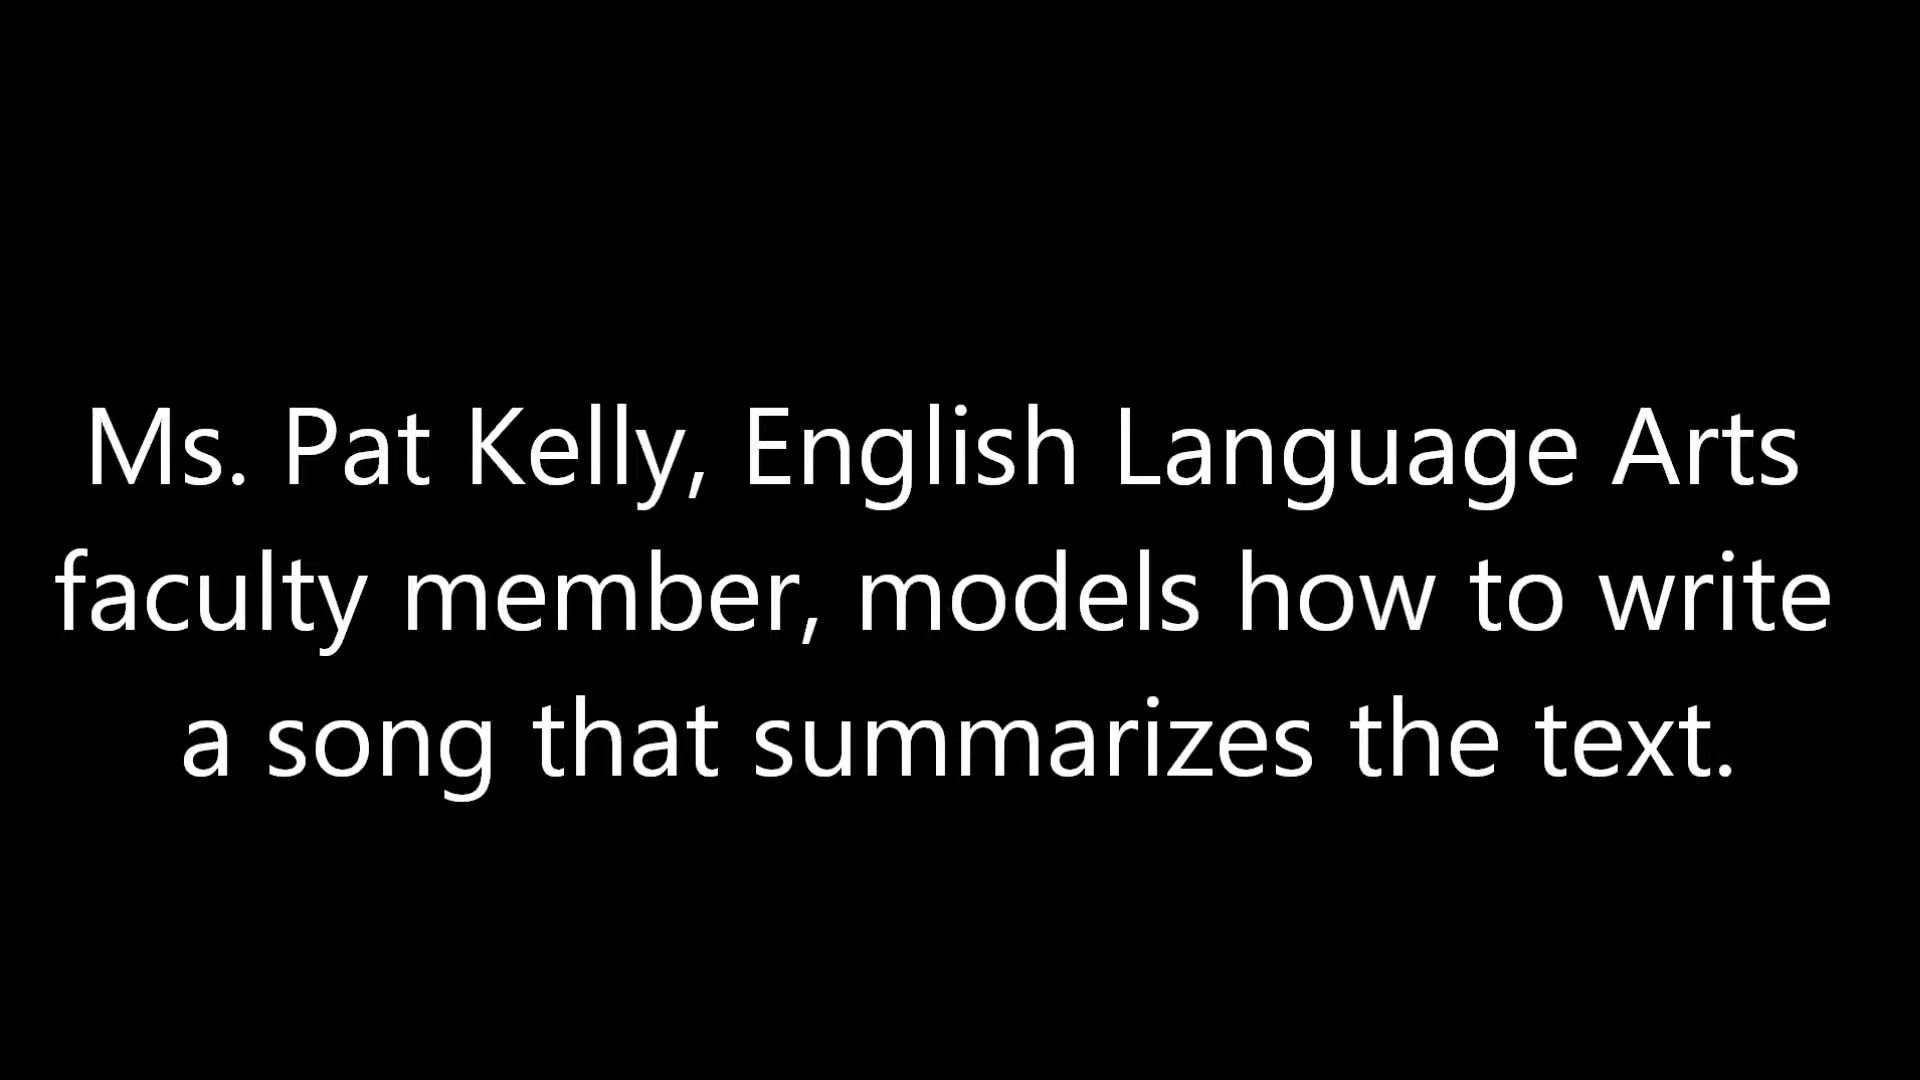 Ms. Pat Kelly, English Language Arts
faculty member, models how to write
a song that summarizes the text.